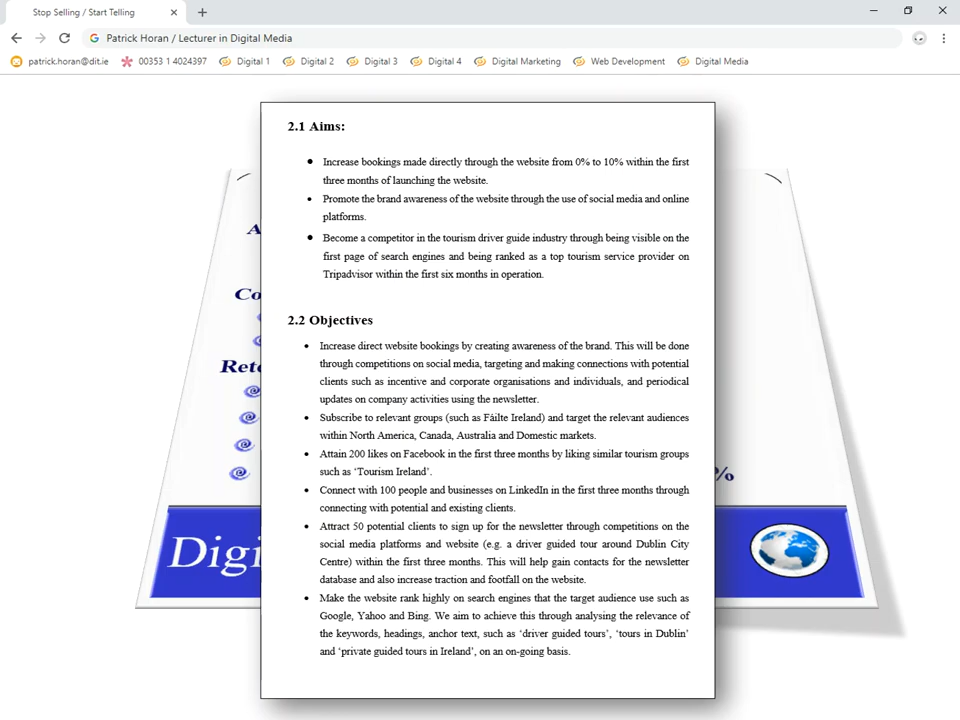 Stop Selling / Start Telling
Patrick Horan / Lecturer in Digital Media
patrick.horan@dit.ie 00353 1 4024397 Digital 1 Digital 2 Digital 3 Digital 4 Digital Marketing Web Development Digital Media
2.1 Aims:
Increase bookings made directly through the website from 0% to 10% within the first
three months of launching the website.
Promote the brand awareness of the website through the use of social media and online
platforms.
Become a competitor in the tourism driver guide industry through being visible on the
first page of search engines and being ranked as a top tourism service provider on
Tripadvisor within the first six months in operation.
2.2 Objectives
Increase direct website bookings by creating awareness of the brand. This will be done
through competitions on social media, targeting and making connections with potential
clients such as incentive and corporate organisations and individuals, and periodical
updates on company activities using the newsletter.
Subscribe to relevant groups (such as Fáilte Ireland) and target the relevant audiences
within North America, Canada, Australia and Domestic markets.
Attain 200 likes on Facebook in the first three months by liking similar tourism groups
such as ‘Tourism Ireland’.
Connect with 100 people and businesses on LinkedIn in the first three months through
connecting with potential and existing clients.
Attract 50 potential clients to sign up for the newsletter through competitions on the
social media platforms and website (e.g. a driver guided tour around Dublin City
Centre) within the first three months. This will help gain contacts for the newsletter
database and also increase traction and footfall on the website.
Make the website rank highly on search engines that the target audience use such as
Google, Yahoo and Bing. We aim to achieve this through analysing the relevance of
the keywords, headings, anchor text, such as ‘driver guided tours’, ‘tours in Dublin’
and ‘private guided tours in Ireland’, on an on-going basis.
A
Co
Rete
%
Digi